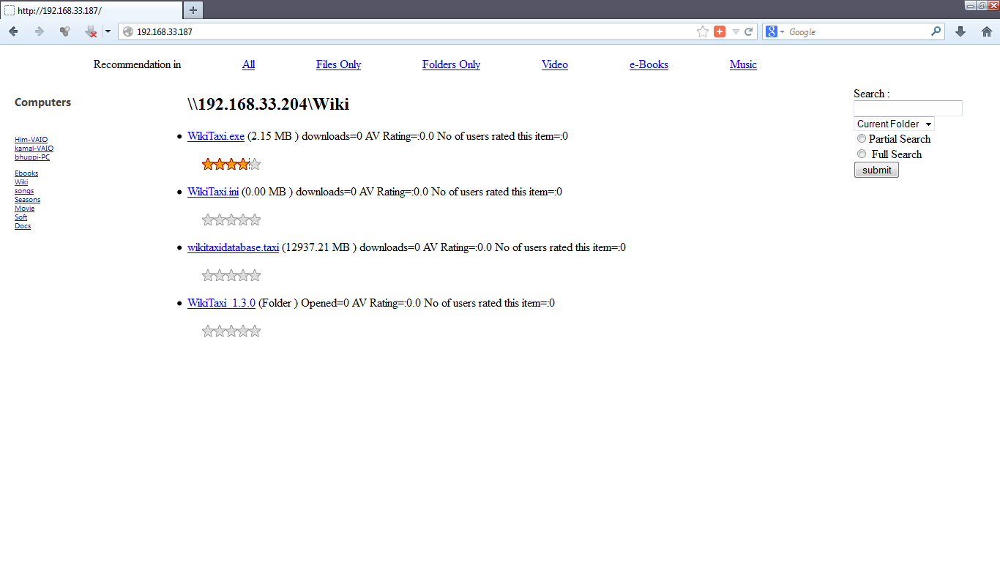 http://192.168.33.187/
192.168.33.187
Google
Recommendation in All Files Only Folders Only Video e-Books Music
Computers
Him-VAIO
kamal-VAIO
bhuppi-PC
Ebooks
Wiki
songs
Seasons
Movie
Soft
Docs
\\192.168.33.204\Wiki
WikiTaxi.exe (2.15 MB ) downloads=0 AV Rating=:0.0 No of users rated this item=:0
WikiTaxi.ini (0.00 MB ) downloads=0 AV Rating=:0.0 No of users rated this item=:0
wikitaxidatabase.taxi (12937.21 MB ) downloads=0 AV Rating=:0.0 No of users rated this item=:0
WikiTaxi_1.3.0 (Folder ) Opened=0 AV Rating=:0.0 No of users rated this item=:0
Search :
Current Folder
Partial Search
Full Search
submit